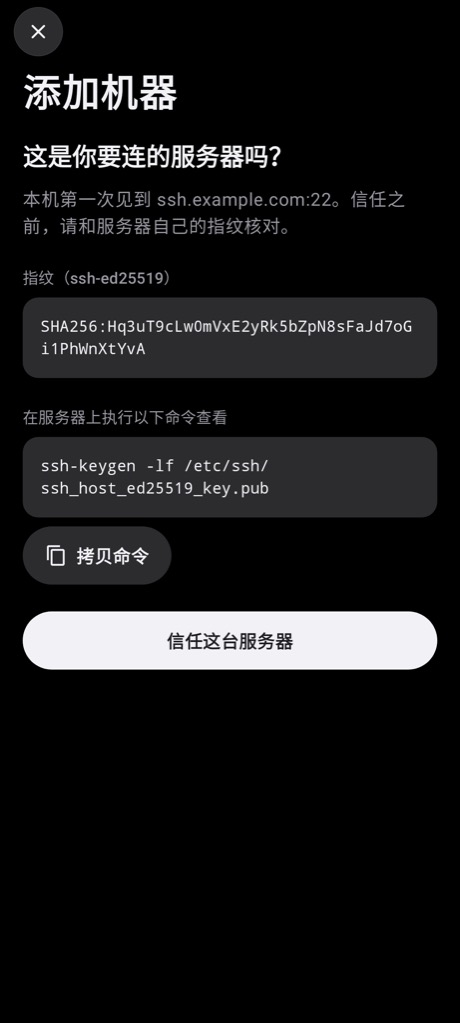 添加机器
这是你要连的服务器吗？
本机第一次见到 ssh.example.com:22。信任之
前，请和服务器自己的指纹核对。
指纹（ssh-ed25519）
SHA256:Hq3uT9cLwOmVxE2yRk5bZpN8sFaJd7oG
i1PhWnXtYvA
在服务器上执行以下命令查看
ssh-keygen -lf /etc/ssh/
ssh_host_ed25519_key.pub
拷贝命令
信任这台服务器